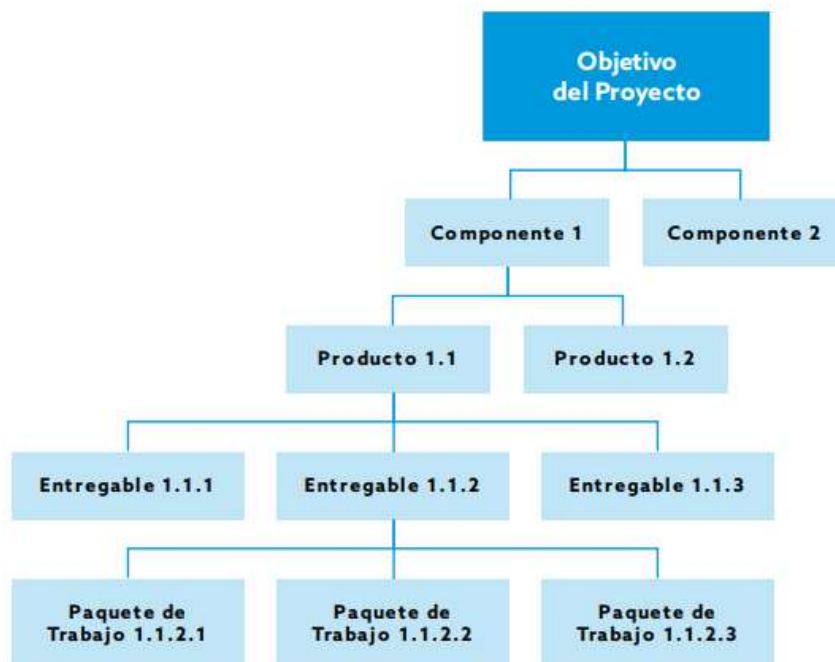 Objetivo
del Proyecto
Componente 1
Componente 2
Producto 1.1
Producto 1.2
Entregable 1.1.1
Entregable 1.1.2
Entregable 1.1.3
Paquete de
Trabajo 1.1.2.1
Paquete de
Trabajo 1.1.2.2
Paquete de
Trabajo 1.1.2.3